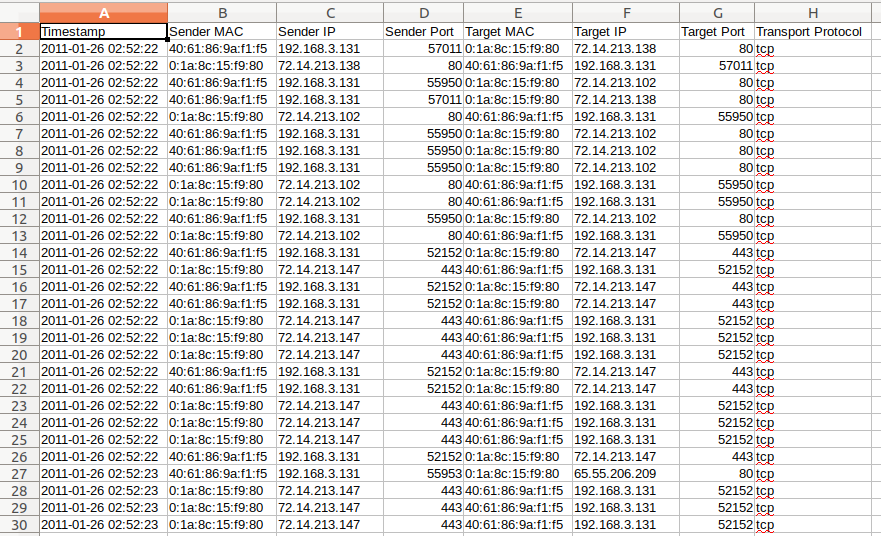 A B C D E F G H
1 Timestamp Sender MAC Sender IP Sender Port Target MAC Target IP Target Port Transport Protocol
2 2011-01-26 02:52:22 40:61:86:9a:f1:f5 192.168.3.131 57011 0:1a:8c:15:f9:80 72.14.213.138 80 tcp
3 2011-01-26 02:52:22 0:1a:8c:15:f9:80 72.14.213.138 80 40:61:86:9a:f1:f5 192.168.3.131 57011 tcp
4 2011-01-26 02:52:22 40:61:86:9a:f1:f5 192.168.3.131 55950 0:1a:8c:15:f9:80 72.14.213.102 80 tcp
5 2011-01-26 02:52:22 40:61:86:9a:f1:f5 192.168.3.131 57011 0:1a:8c:15:f9:80 72.14.213.138 80 tcp
6 2011-01-26 02:52:22 0:1a:8c:15:f9:80 72.14.213.102 80 40:61:86:9a:f1:f5 192.168.3.131 55950 tcp
7 2011-01-26 02:52:22 40:61:86:9a:f1:f5 192.168.3.131 55950 0:1a:8c:15:f9:80 72.14.213.102 80 tcp
8 2011-01-26 02:52:22 40:61:86:9a:f1:f5 192.168.3.131 55950 0:1a:8c:15:f9:80 72.14.213.102 80 tcp
9 2011-01-26 02:52:22 40:61:86:9a:f1:f5 192.168.3.131 55950 0:1a:8c:15:f9:80 72.14.213.102 80 tcp
10 2011-01-26 02:52:22 0:1a:8c:15:f9:80 72.14.213.102 80 40:61:86:9a:f1:f5 192.168.3.131 55950 tcp
11 2011-01-26 02:52:22 0:1a:8c:15:f9:80 72.14.213.102 80 40:61:86:9a:f1:f5 192.168.3.131 55950 tcp
12 2011-01-26 02:52:22 40:61:86:9a:f1:f5 192.168.3.131 55950 0:1a:8c:15:f9:80 72.14.213.102 80 tcp
13 2011-01-26 02:52:22 0:1a:8c:15:f9:80 72.14.213.102 80 40:61:86:9a:f1:f5 192.168.3.131 55950 tcp
14 2011-01-26 02:52:22 40:61:86:9a:f1:f5 192.168.3.131 52152 0:1a:8c:15:f9:80 72.14.213.147 443 tcp
15 2011-01-26 02:52:22 0:1a:8c:15:f9:80 72.14.213.147 443 40:61:86:9a:f1:f5 192.168.3.131 52152 tcp
16 2011-01-26 02:52:22 40:61:86:9a:f1:f5 192.168.3.131 52152 0:1a:8c:15:f9:80 72.14.213.147 443 tcp
17 2011-01-26 02:52:22 40:61:86:9a:f1:f5 192.168.3.131 52152 0:1a:8c:15:f9:80 72.14.213.147 443 tcp
18 2011-01-26 02:52:22 0:1a:8c:15:f9:80 72.14.213.147 443 40:61:86:9a:f1:f5 192.168.3.131 52152 tcp
19 2011-01-26 02:52:22 0:1a:8c:15:f9:80 72.14.213.147 443 40:61:86:9a:f1:f5 192.168.3.131 52152 tcp
20 2011-01-26 02:52:22 0:1a:8c:15:f9:80 72.14.213.147 443 40:61:86:9a:f1:f5 192.168.3.131 52152 tcp
21 2011-01-26 02:52:22 40:61:86:9a:f1:f5 192.168.3.131 52152 0:1a:8c:15:f9:80 72.14.213.147 443 tcp
22 2011-01-26 02:52:22 40:61:86:9a:f1:f5 192.168.3.131 52152 0:1a:8c:15:f9:80 72.14.213.147 443 tcp
23 2011-01-26 02:52:22 0:1a:8c:15:f9:80 72.14.213.147 443 40:61:86:9a:f1:f5 192.168.3.131 52152 tcp
24 2011-01-26 02:52:22 0:1a:8c:15:f9:80 72.14.213.147 443 40:61:86:9a:f1:f5 192.168.3.131 52152 tcp
25 2011-01-26 02:52:22 0:1a:8c:15:f9:80 72.14.213.147 443 40:61:86:9a:f1:f5 192.168.3.131 52152 tcp
26 2011-01-26 02:52:22 40:61:86:9a:f1:f5 192.168.3.131 52152 0:1a:8c:15:f9:80 72.14.213.147 443 tcp
27 2011-01-26 02:52:23 40:61:86:9a:f1:f5 192.168.3.131 55953 0:1a:8c:15:f9:80 65.55.206.209 80 tcp
28 2011-01-26 02:52:23 0:1a:8c:15:f9:80 72.14.213.147 443 40:61:86:9a:f1:f5 192.168.3.131 52152 tcp
29 2011-01-26 02:52:23 0:1a:8c:15:f9:80 72.14.213.147 443 40:61:86:9a:f1:f5 192.168.3.131 52152 tcp
30 2011-01-26 02:52:23 0:1a:8c:15:f9:80 72.14.213.147 443 40:61:86:9a:f1:f5 192.168.3.131 52152 tcp